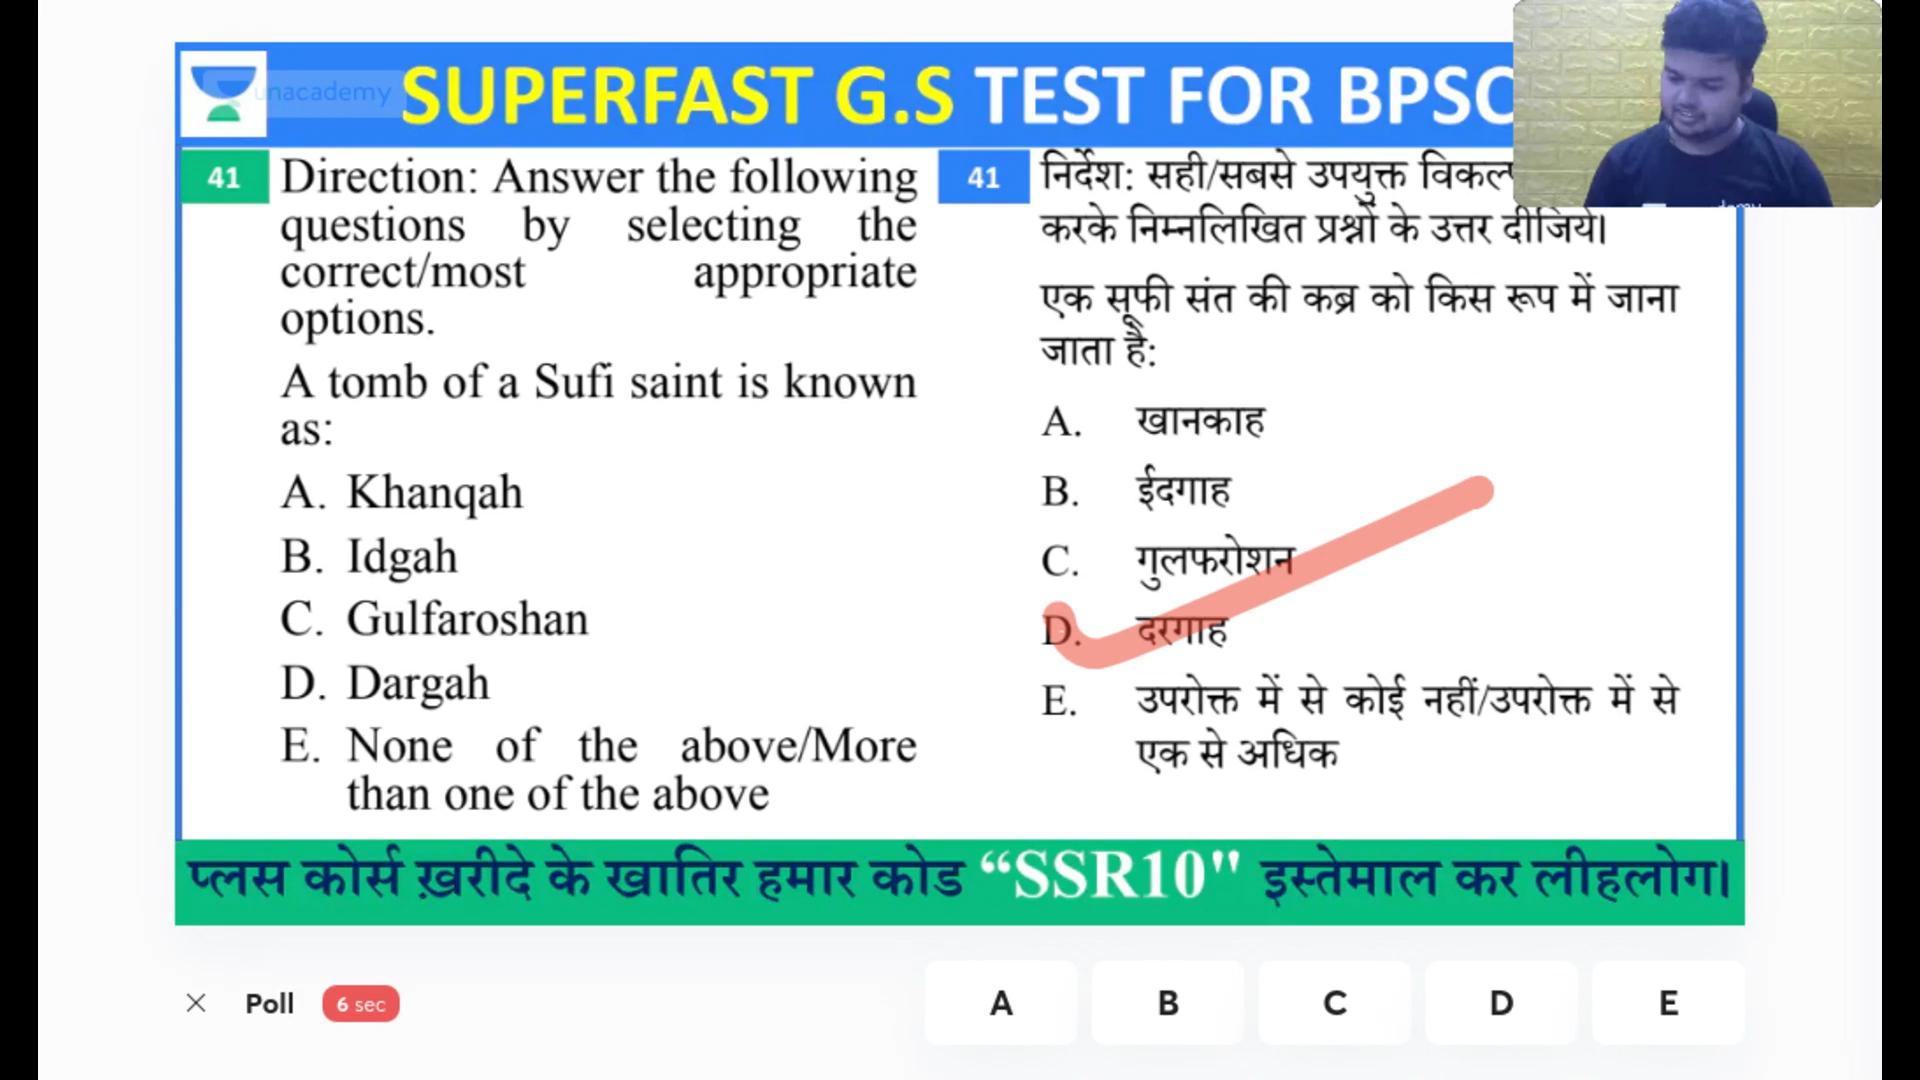 unacademy
SUPERFAST G.S TEST FOR BPSC
41
Direction: Answer the following
questions by selecting the
correct/most appropriate
options.
A tomb of a Sufi saint is known
as:
A. Khanqah
B. Idgah
C. Gulfaroshan
D. Dargah
E. None of the above/More
than one of the above
41
निर्देश: सही/सबसे उपयुक्त
करके निम्नलिखित प्रश्नों के उत्तर दीजिये।
एक सूफी संत की कब्र को किस रूप में जाना
जाता है:
A. खानकाह
B. ईदगाह
C. गुलफरोशन
D. दरगाह
E. उपरोक्त में से कोई नहीं/उपरोक्त में से
एक से अधिक
प्लस कोर्स ख़रीदे के खातिर हमार कोड “SSR10" इस्तेमाल कर लीहलोग।
Poll 6 sec A B C D E